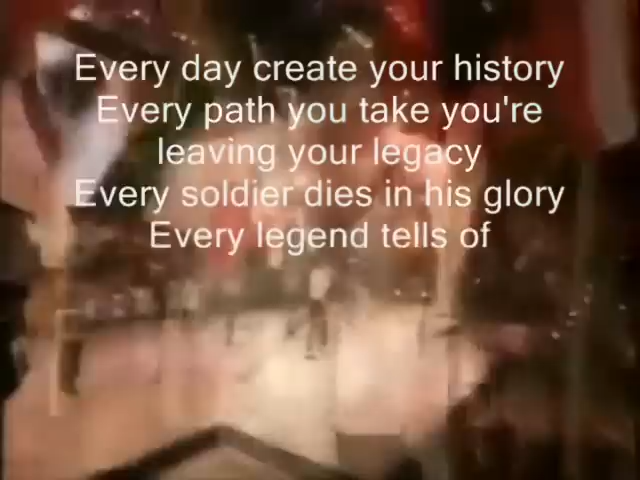 Every day create your history
Every path you take you're
leaving your legacy
Every soldier dies in his glory
Every legend tells of